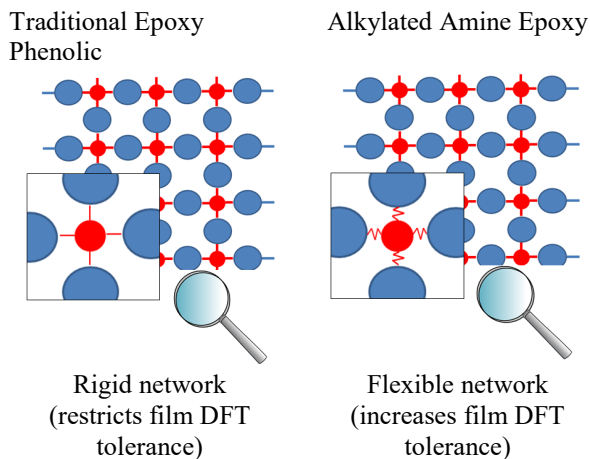 Traditional Epoxy
Phenolic
Alkylated Amine Epoxy
Rigid network
(restricts film DFT
tolerance)
Flexible network
(increases film DFT
tolerance)